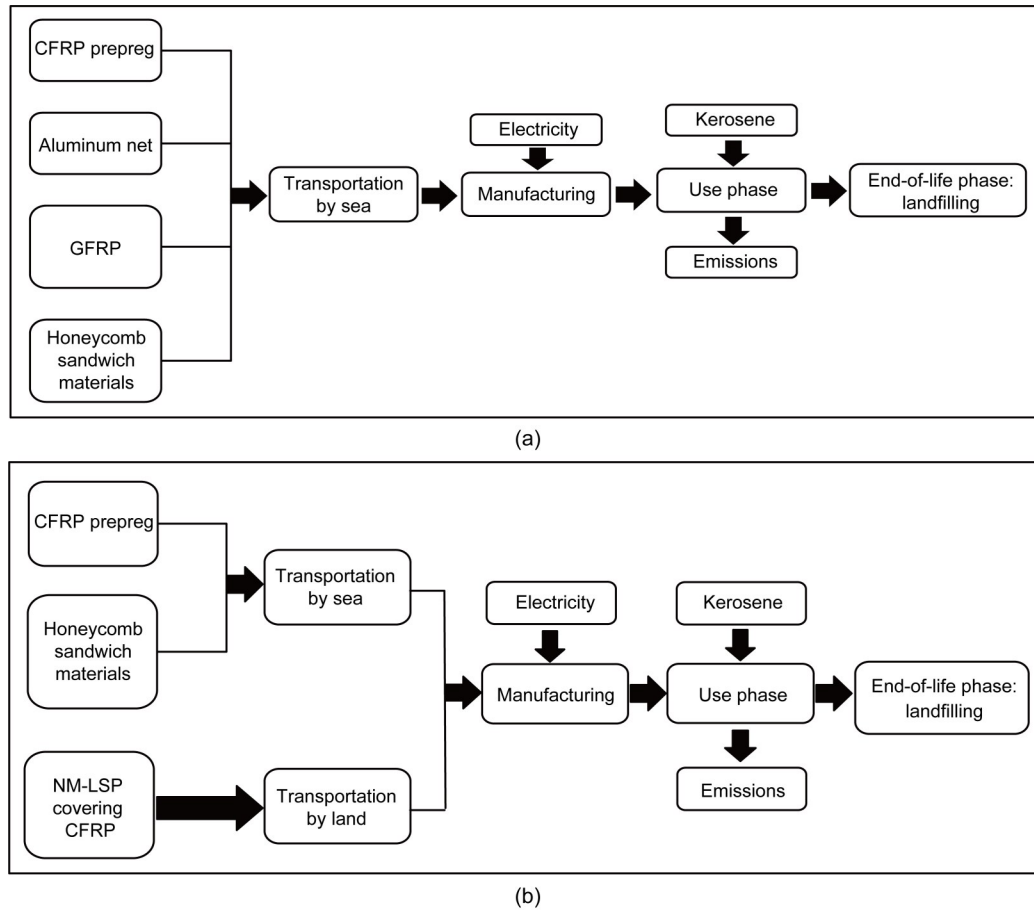 CFRP prepreg
Aluminum net
GFRP
Honeycomb
sandwich
materials
Transportation
by sea
Electricity
Manufacturing
Kerosene
Use phase
Emissions
End-of-life phase:
landfilling
(a)
CFRP prepreg
Honeycomb
sandwich
materials
NM-LSP
covering
CFRP
Transportation
by sea
Transportation
by land
Electricity
Manufacturing
Kerosene
Use phase
Emissions
End-of-life phase:
landfilling
(b)